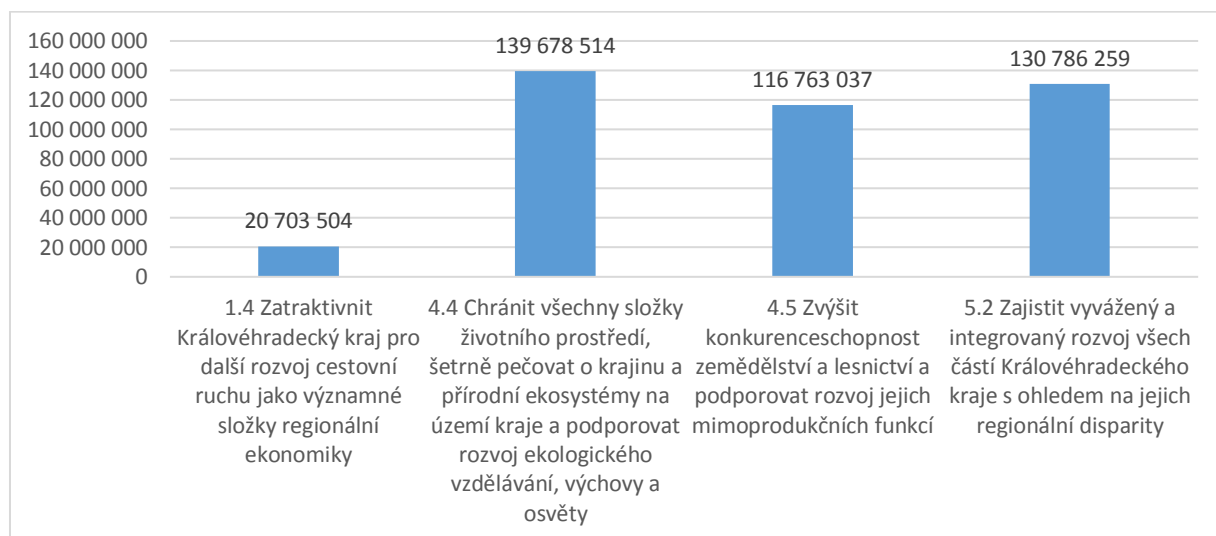 160 000 000
140 000 000
120 000 000
100 000 000
80 000 000
60 000 000
40 000 000
20 000 000
0
20 703 504
139 678 514
116 763 037
130 786 259
1.4 Zatraktivnit
Královéhradecký kraj pro
další rozvoj cestovní
ruchu jako významné
složky regionální
ekonomiky
4.4 Chránit všechny složky
životního prostředí,
šetrně pečovat o krajinu a
přírodní ekosystémy na
území kraje a podporovat
rozvoj ekologického
vzdělávání, výchovy a
osvěty
4.5 Zvýšit
konkurenceschopnost
zemědělství a lesnictví a
podporovat rozvoj jejich
mimoprodukčních funkcí
5.2 Zajistit vyvážený a
integrovaný rozvoj všech
částí Královéhradeckého
kraje s ohledem na jejich
regionální disparity